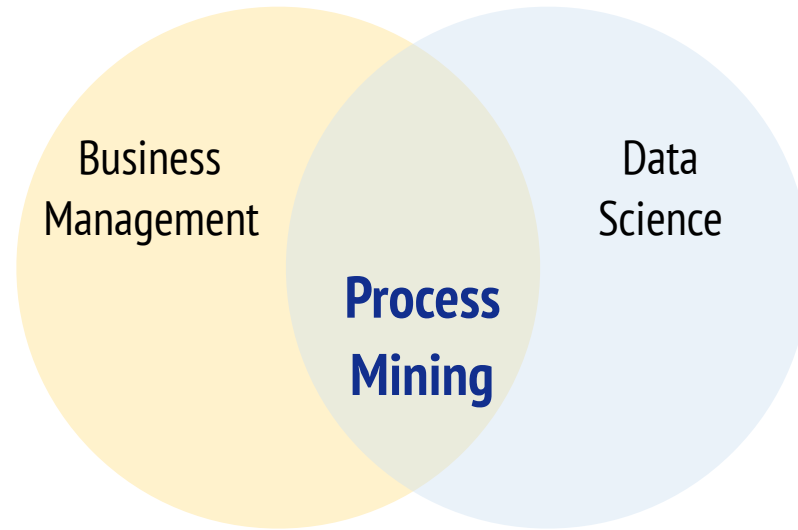 Business
Management
Data
Science
Process
Mining